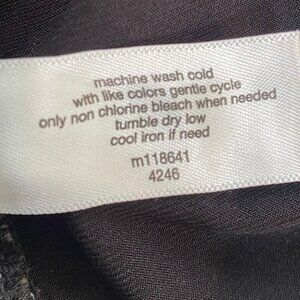 machine wash cold
with like colors gentle cycle
only non chlorine bleach when needed
tumble dry low
cool iron if need
m118641
4246